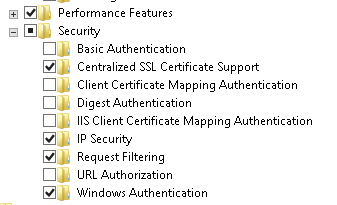 Performance Features
Security
Basic Authentication
Centralized SSL Certificate Support
Client Certificate Mapping Authentication
Digest Authentication
IIS Client Certificate Mapping Authentication
IP Security
Request Filtering
URL Authorization
Windows Authentication